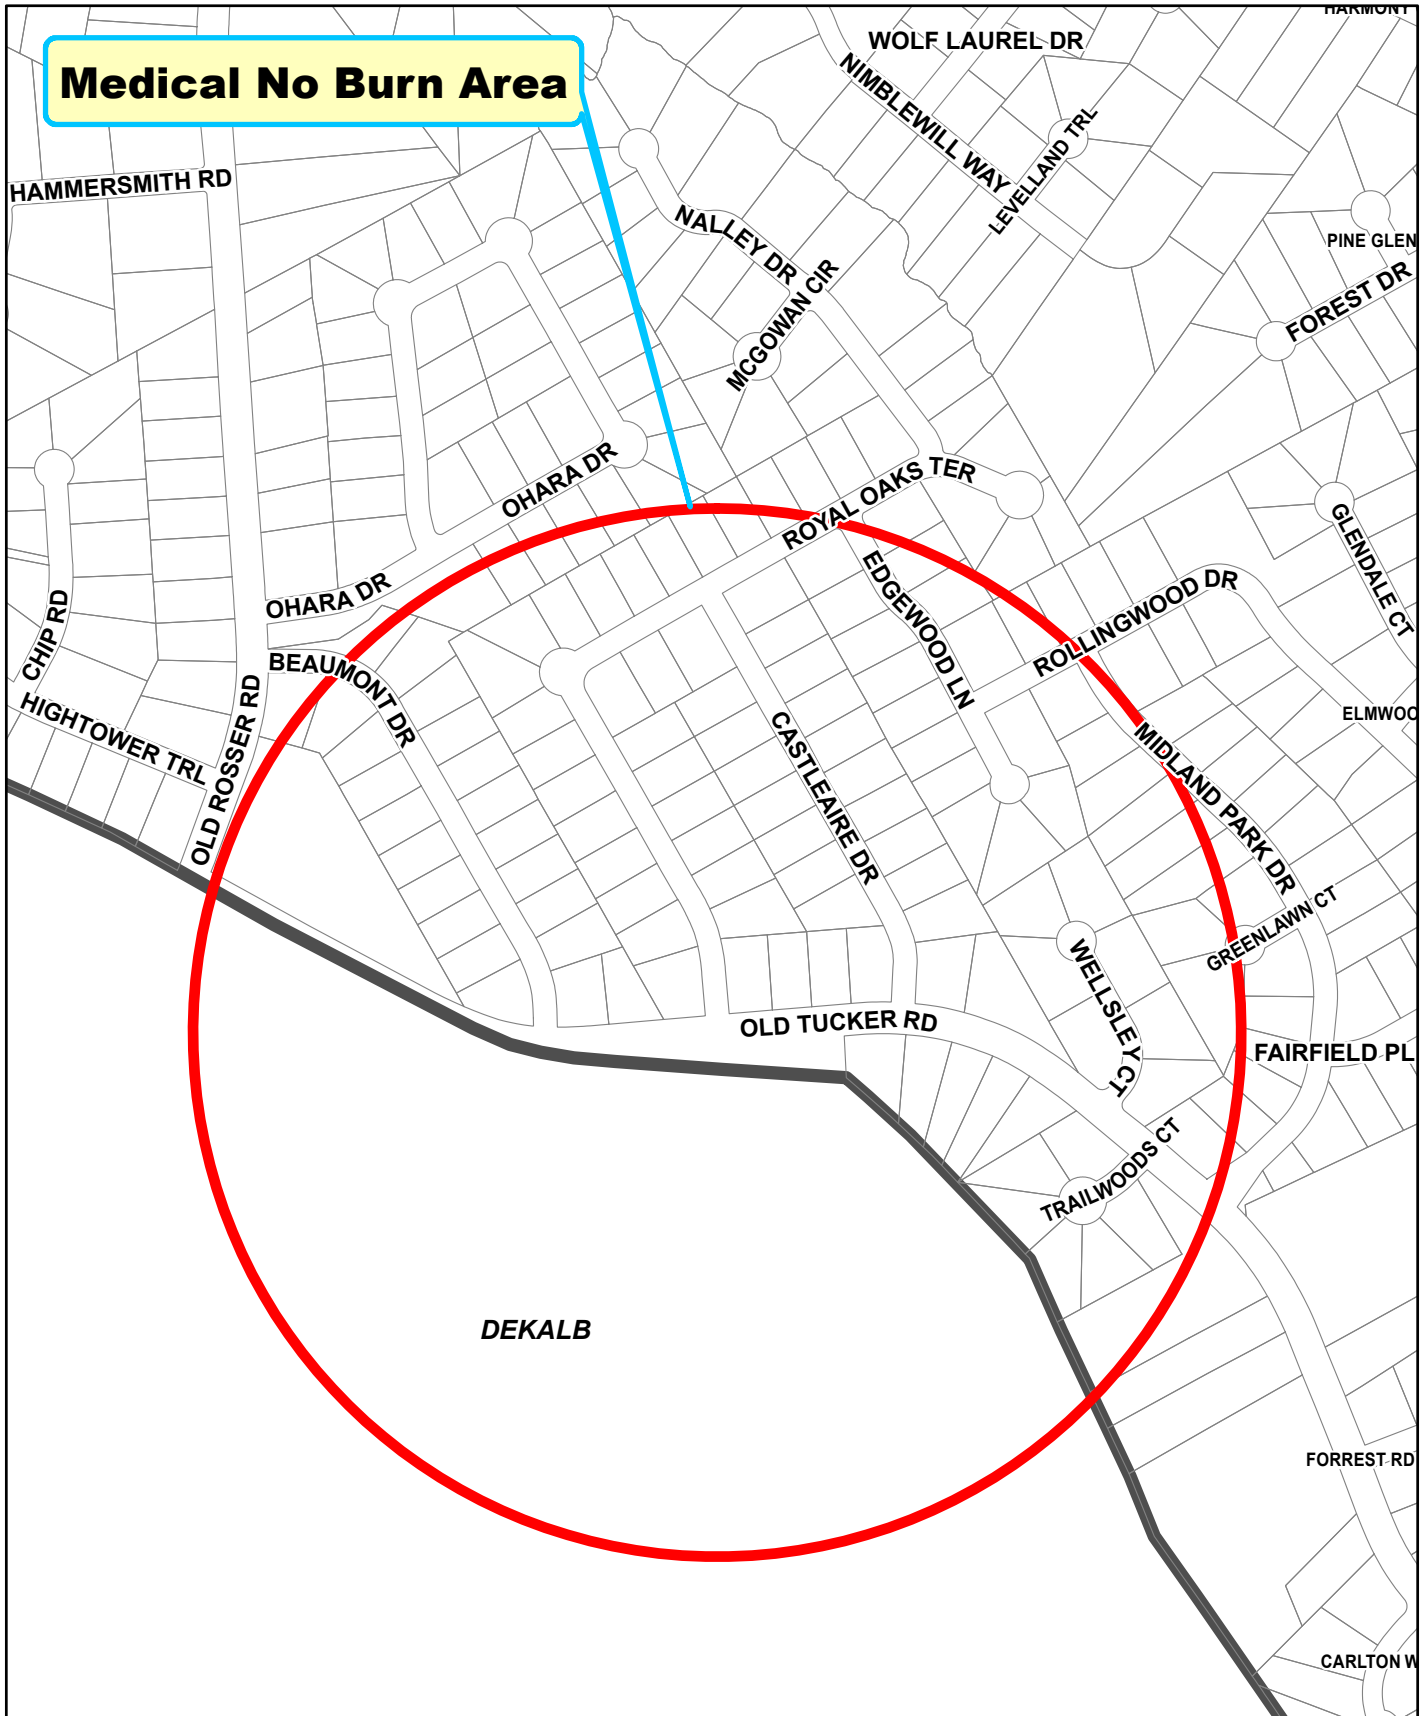 HARMONY
WOLF LAUREL DR
Medical No Burn Area
NIMBLEWILL WAY
LEVELLAND TRL
HAMMERSMITH RD
NALLEY DR
PINE GLEN
MCGOWAN CIR
FOREST DR
OHARA DR
ROYAL OAKS TER
GLENDALE CT
EDGEWOOD LN
OHARA DR
ROLLINGWOOD DR
CHIP RD
BEAUMONT DR
OLD ROSSER RD
HIGHTOWER TRL
CASTLEAIRE DR
ELMWOO
MIDLAND PARK DR
GREENLAWN CT
WELLSLEY CT
OLD TUCKER RD
FAIRFIELD PL
TRAILWOODS CT
DEKALB
FORREST RD
CARLTON W